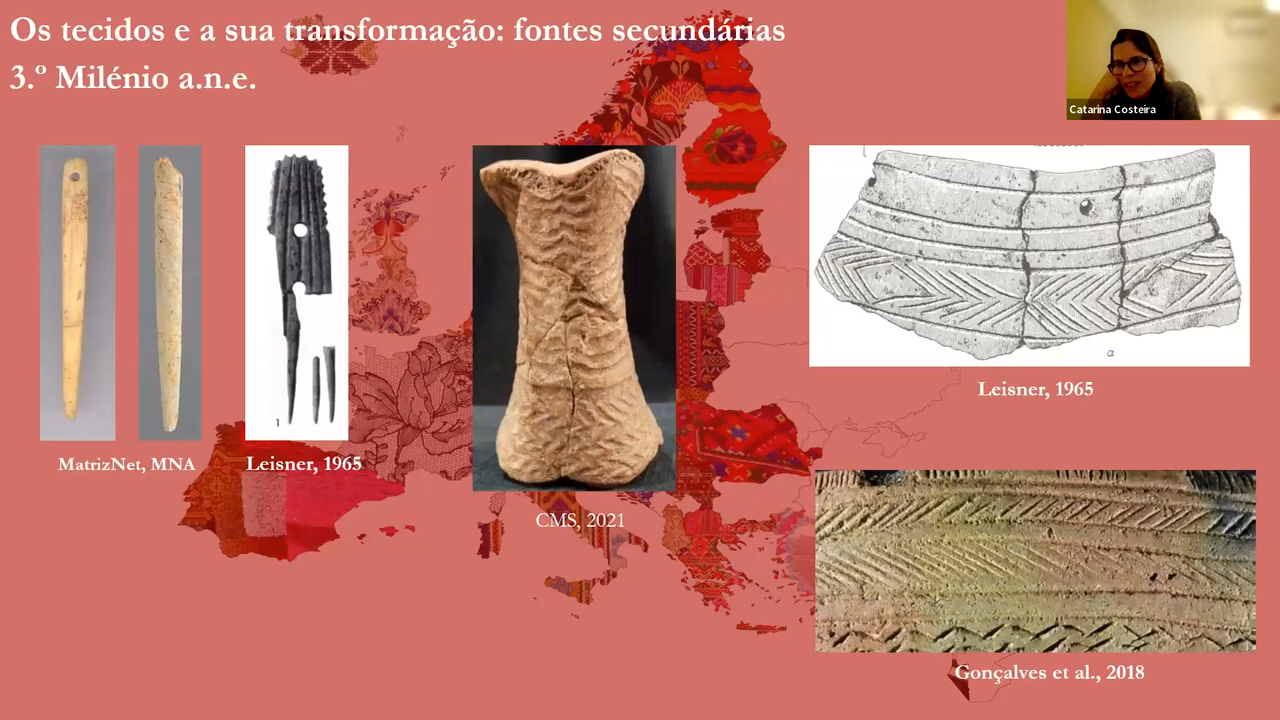 Os tecidos e a sua transformação: fontes secundárias
3.º Milénio a.n.e.
Catarina Costeira
MatrizNet, MNA
1
Leisner, 1965
CMS, 2021
a
Leisner, 1965
Gonçalves et al., 2018